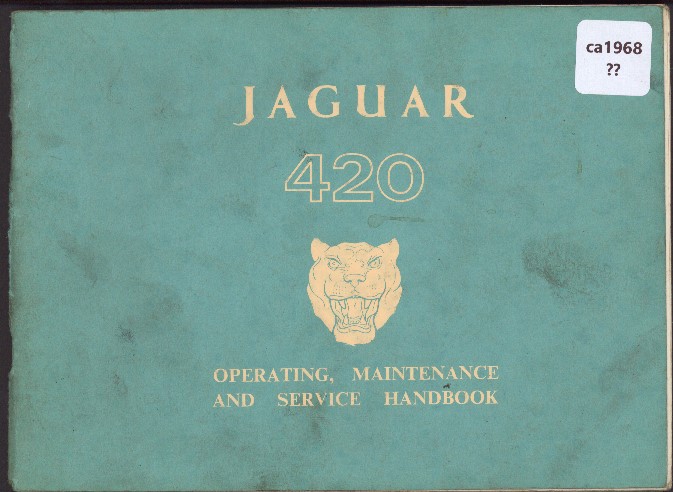 ca1968
??
JAGUAR
420
OPERATING, MAINTENANCE
AND SERVICE HANDBOOK